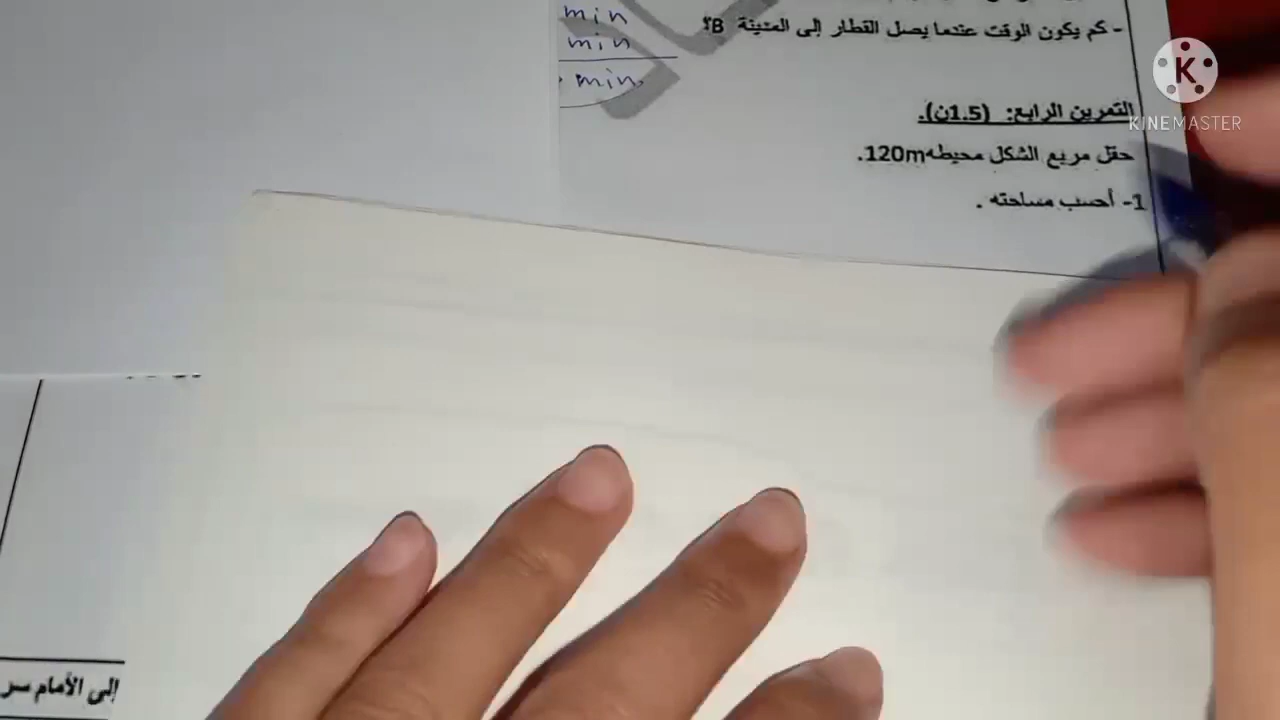 min
min
min
- كم يكون الوقت عندما يصل القطار إلى المدينة B؟
K
KINEMASTER
التمرين الرابع: (1.5ن).
حقل مربع الشكل محيطه120m.
1- أحسب مساحته .
إلى الأمام سر